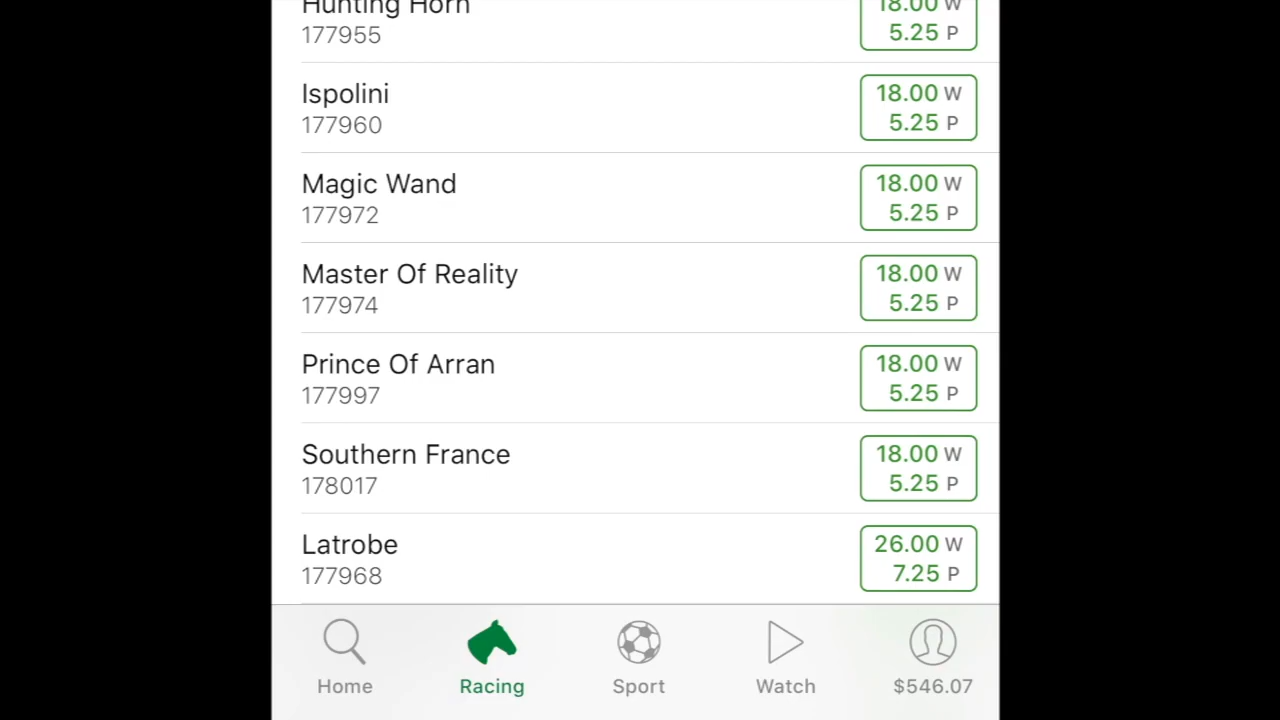 Hunting Horn
18.00 W
177955
5.25 P
Ispolini
18.00 W
177960
5.25 P
Magic Wand
18.00 W
177972
5.25 P
Master Of Reality
18.00 W
177974
5.25 P
Prince Of Arran
18.00 W
177997
5.25 P
Southern France
18.00 W
178017
5.25 P
Latrobe
26.00 W
177968
7.25 P
Home
Racing
Sport
Watch
$546.07